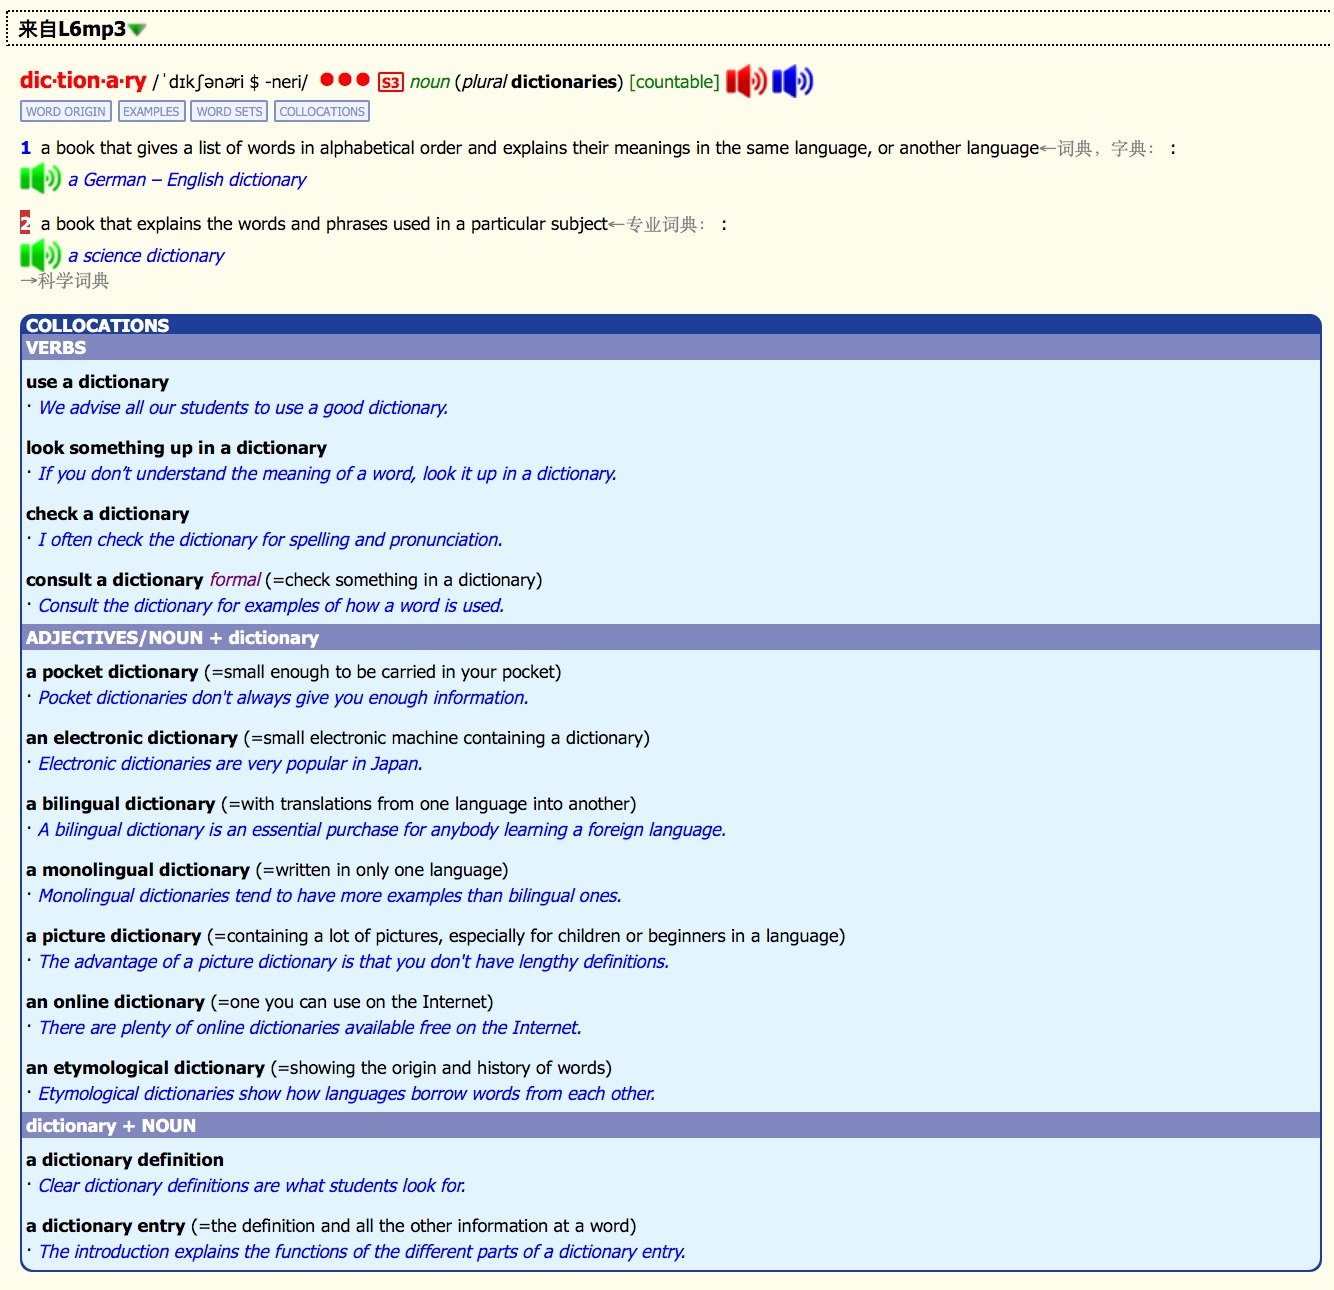 来自L6mp3
dic·tion·a·ry /ˈdɪkʃənəri $ -neri/ ●●● S3 noun (plural dictionaries) [countable]
WORD ORIGIN EXAMPLES WORD SETS COLLOCATIONS
1 a book that gives a list of words in alphabetical order and explains their meanings in the same language, or another language←词典，字典： :
a German – English dictionary
2 a book that explains the words and phrases used in a particular subject←专业词典： :
a science dictionary
→科学词典
COLLOCATIONS
VERBS
use a dictionary
· We advise all our students to use a good dictionary.
look something up in a dictionary
· If you don’t understand the meaning of a word, look it up in a dictionary.
check a dictionary
· I often check the dictionary for spelling and pronunciation.
consult a dictionary formal (=check something in a dictionary)
· Consult the dictionary for examples of how a word is used.
ADJECTIVES/NOUN + dictionary
a pocket dictionary (=small enough to be carried in your pocket)
· Pocket dictionaries don't always give you enough information.
an electronic dictionary (=small electronic machine containing a dictionary)
· Electronic dictionaries are very popular in Japan.
a bilingual dictionary (=with translations from one language into another)
· A bilingual dictionary is an essential purchase for anybody learning a foreign language.
a monolingual dictionary (=written in only one language)
· Monolingual dictionaries tend to have more examples than bilingual ones.
a picture dictionary (=containing a lot of pictures, especially for children or beginners in a language)
· The advantage of a picture dictionary is that you don't have lengthy definitions.
an online dictionary (=one you can use on the Internet)
· There are plenty of online dictionaries available free on the Internet.
an etymological dictionary (=showing the origin and history of words)
· Etymological dictionaries show how languages borrow words from each other.
dictionary + NOUN
a dictionary definition
· Clear dictionary definitions are what students look for.
a dictionary entry (=the definition and all the other information at a word)
· The introduction explains the functions of the different parts of a dictionary entry.